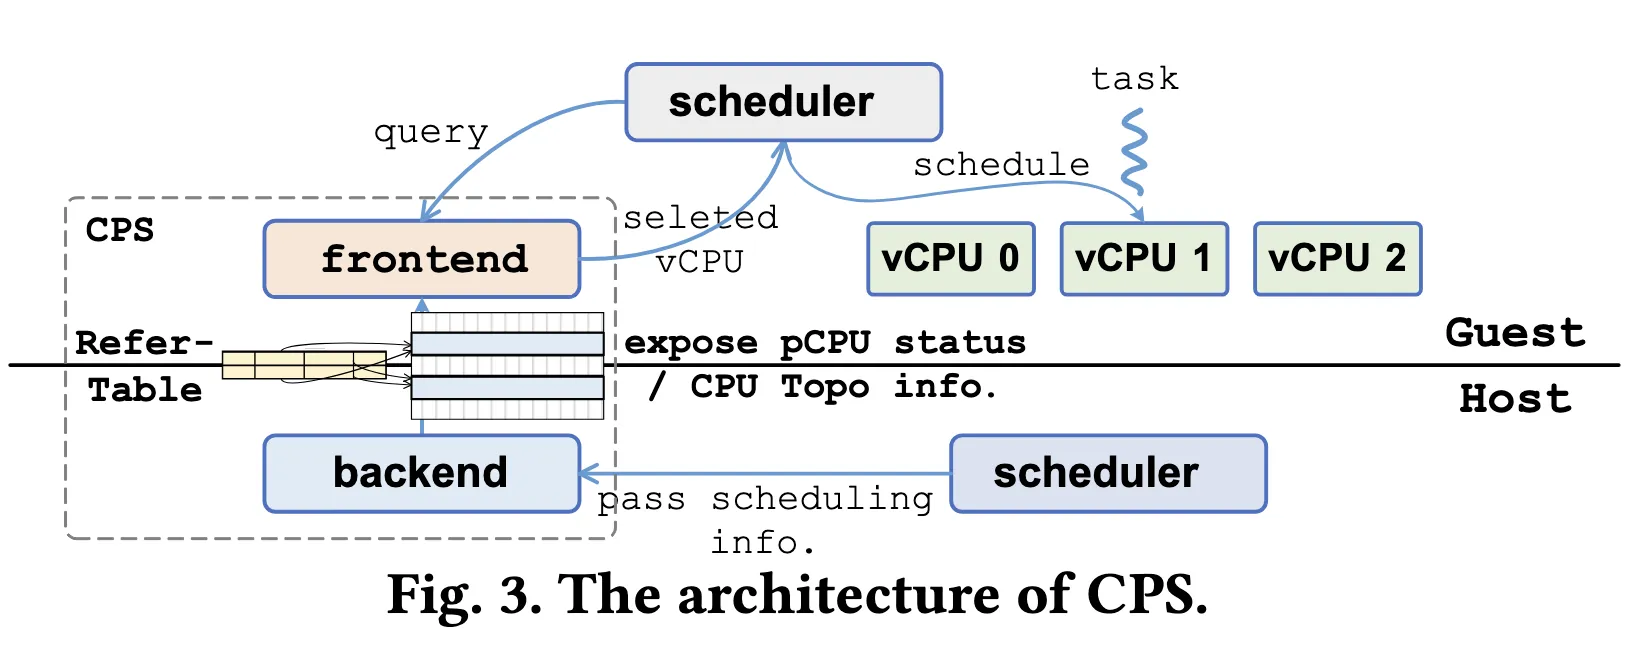 scheduler
task
query
schedule
CPS
seleted
vCPU
frontend
vCPU 0
vCPU 1
vCPU 2
Refer-
Table
expose pCPU status
/ CPU Topo info.
Guest
Host
backend
scheduler
pass scheduling
info.
Fig. 3. The architecture of CPS.